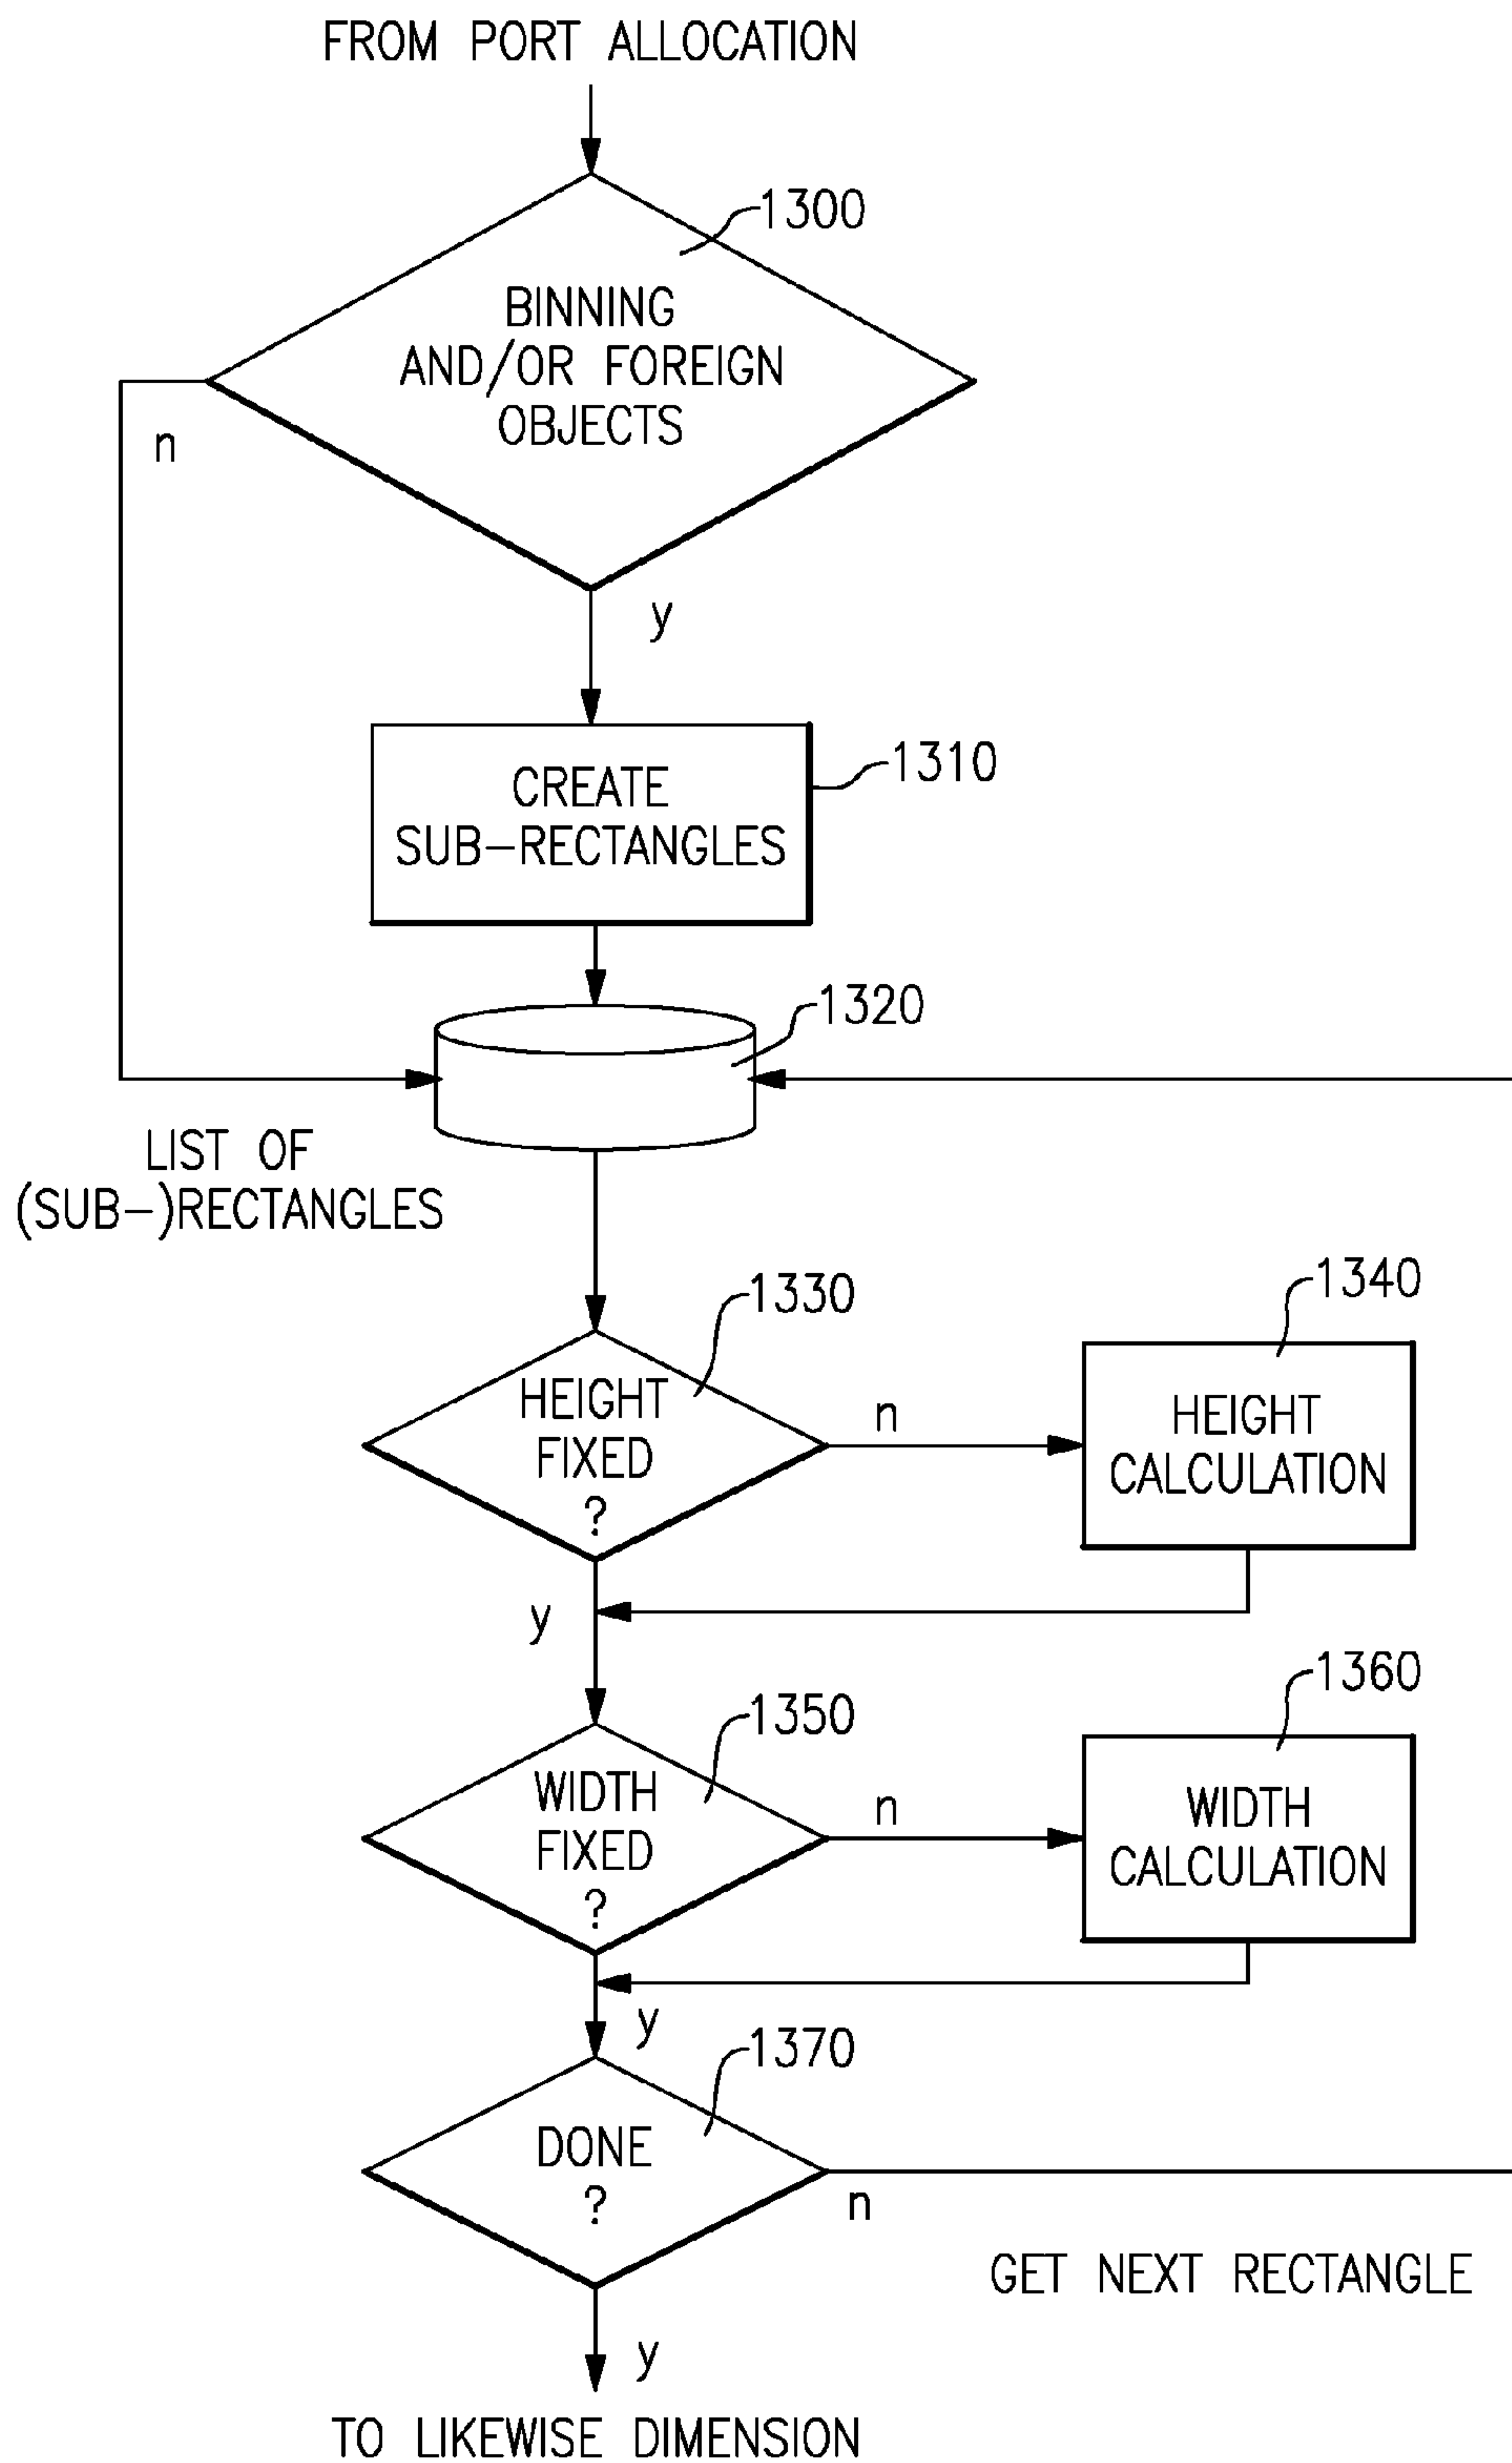 FROM PORT ALLOCATION
1300
BINNING
AND/OR FOREIGN
OBJECTS
n
y
1310
CREATE
SUB-RECTANGLES
1320
LIST OF
(SUB-)RECTANGLES
1330
1340
HEIGHT
FIXED
?
n
HEIGHT
CALCULATION
y
1350
1360
WIDTH
FIXED
?
n
WIDTH
CALCULATION
y
1370
DONE
?
n
GET NEXT RECTANGLE
y
TO LIKEWISE DIMENSION